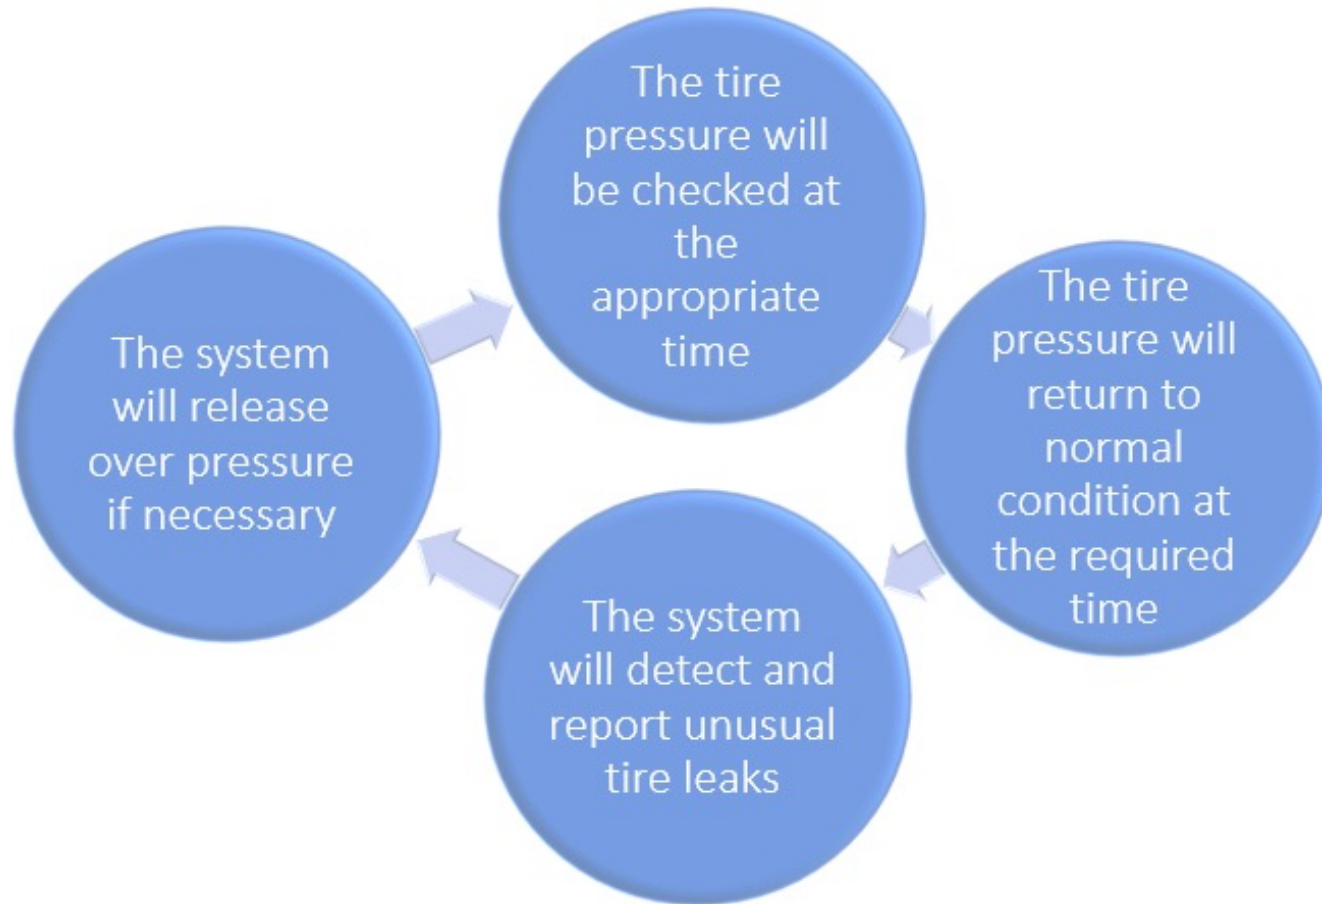 The tire
pressure will
be checked at
the
appropriate
time
The tire
pressure will
return to
normal
condition at
the required
time
The system
will detect and
report unusual
tire leaks
The system
will release
over pressure
if necessary